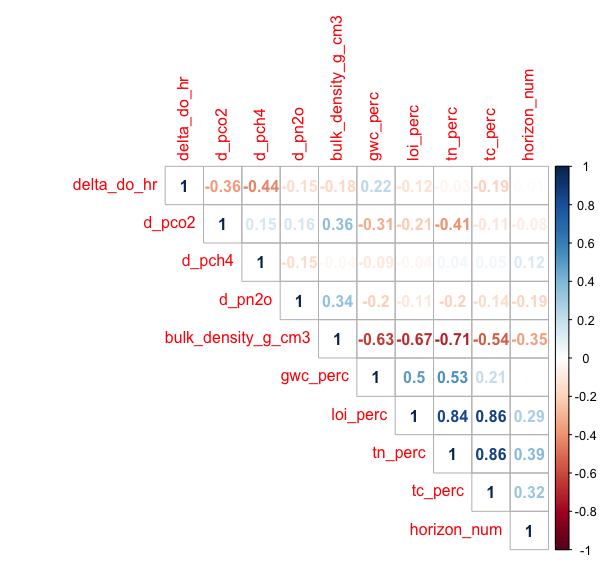 delta_do_hr
d_pco2
d_pch4
d_pn2o
bulk_density_g_cm3
gwc_perc
loi_perc
tn_perc
tc_perc
horizon_num
delta_do_hr 1 -0.36 -0.44 -0.15 -0.18 0.22 -0.12 -0.03 -0.19
d_pco2 1 0.15 0.16 0.36 -0.31 -0.21 -0.41 -0.11 -0.08
d_pch4 1 -0.15 -0.04 -0.09 -0.04 0.04 0.05 0.12
d_pn2o 1 0.34 -0.2 -0.11 -0.2 -0.14 -0.19
bulk_density_g_cm3 1 -0.63 -0.67 -0.71 -0.54 -0.35
gwc_perc 1 0.5 0.53 0.21
loi_perc 1 0.84 0.86 0.29
tn_perc 1 0.86 0.39
tc_perc 1 0.32
horizon_num 1
1
0.8
0.6
0.4
0.2
0
-0.2
-0.4
-0.6
-0.8
-1